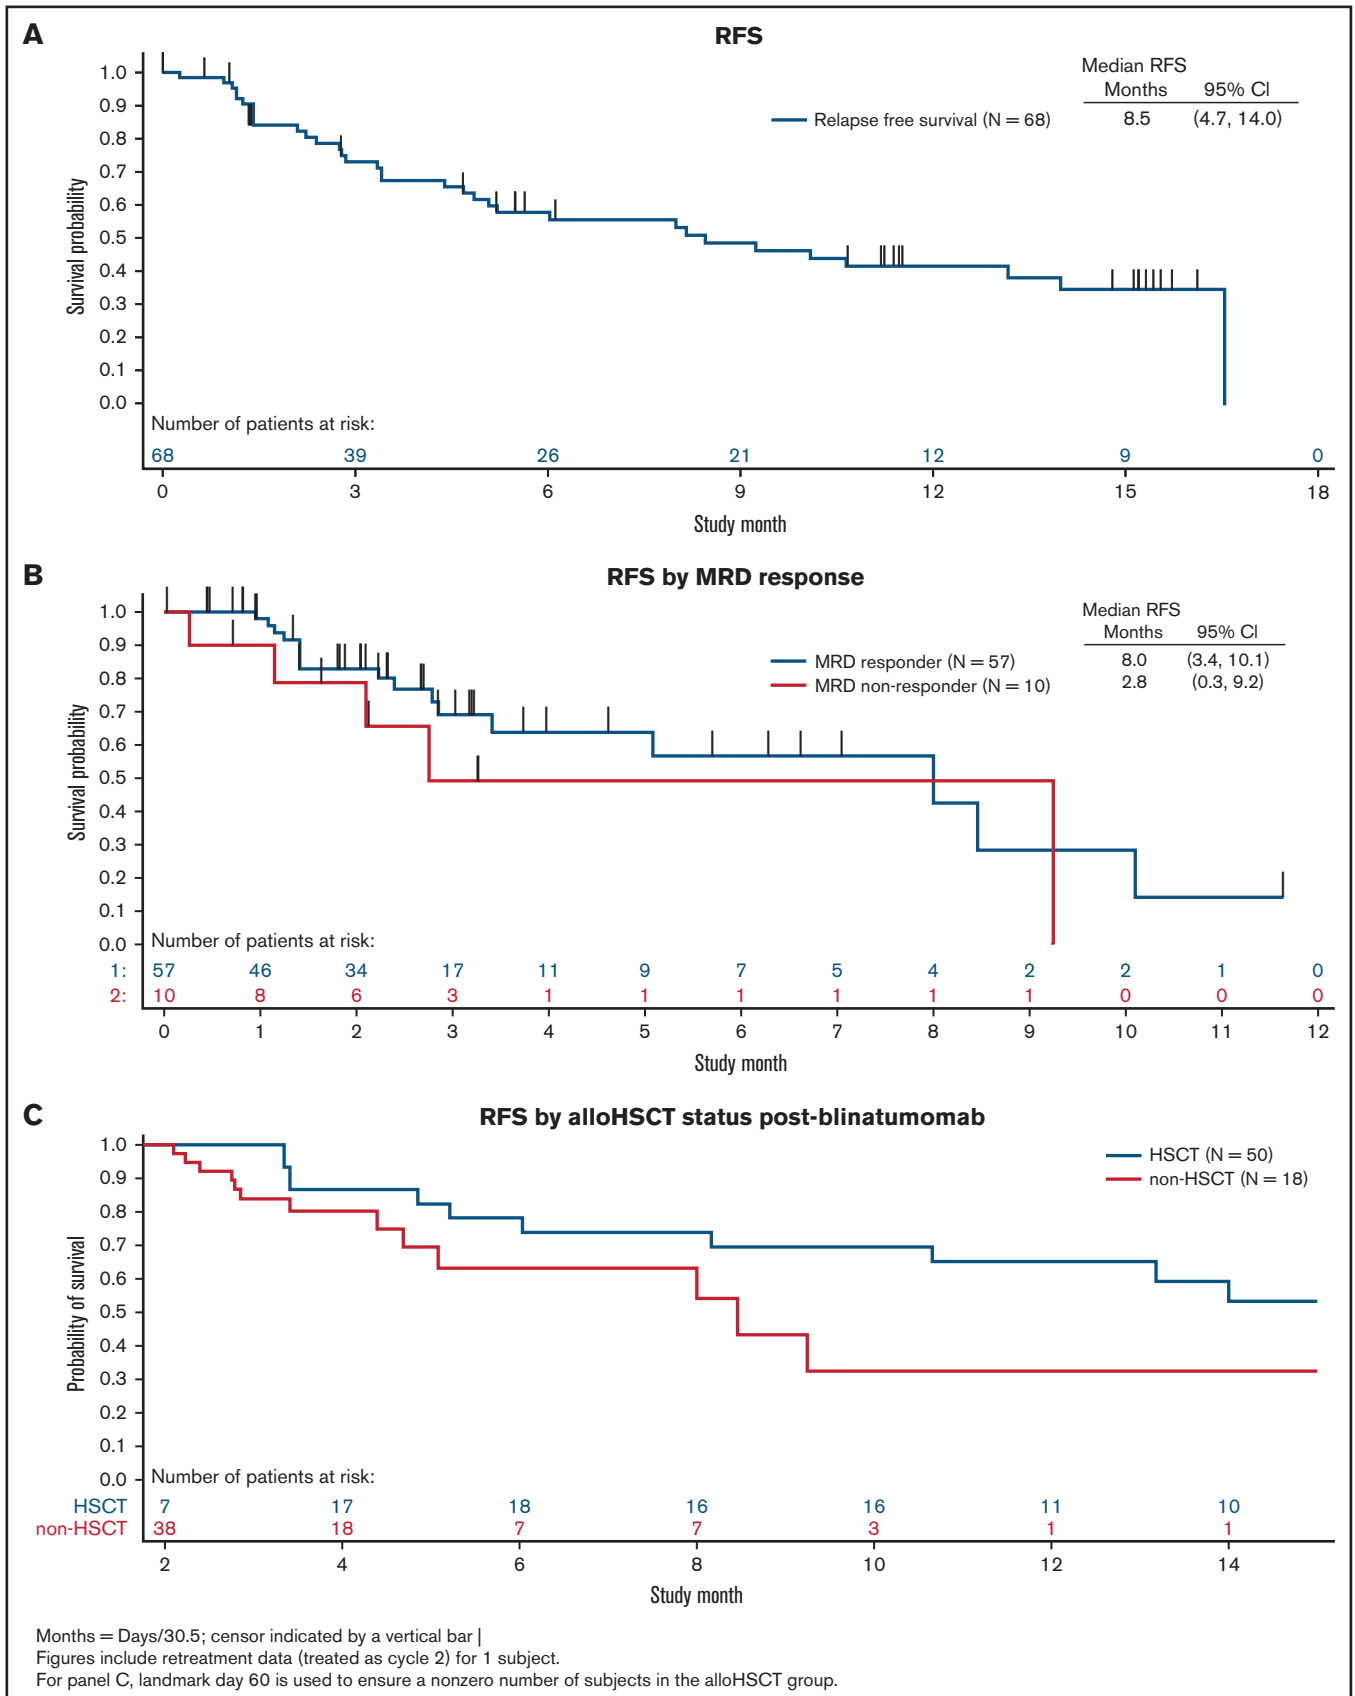 A
RFS
Median RFS
Months 95% CI
8.5 (4.7, 14.0)
Relapse free survival (N = 68)
Survival probability
1.0
0.9
0.8
0.7
0.6
0.5
0.4
0.3
0.2
0.1
0.0
Number of patients at risk:
68 39 26 21 12 9 0
0 3 6 9 12 15 18
Study month
B
RFS by MRD response
Median RFS
Months 95% CI
MRD responder (N = 57) 8.0 (3.4, 10.1)
MRD non-responder (N = 10) 2.8 (0.3, 9.2)
Survival probability
1.0
0.9
0.8
0.7
0.6
0.5
0.4
0.3
0.2
0.1
0.0
Number of patients at risk:
1: 57 46 34 17 11 9 7 5 4 2 2 1 0
2: 10 8 6 3 1 1 1 1 1 1 0 0 0
0 1 2 3 4 5 6 7 8 9 10 11 12
Study month
C
RFS by alloHSCT status post-blinatumomab
HSCT (N = 50)
non-HSCT (N = 18)
Probability of survival
1.0
0.9
0.8
0.7
0.6
0.5
0.4
0.3
0.2
0.1
0.0
Number of patients at risk:
HSCT 7 17 18 16 16 11 10
non-HSCT 38 18 7 7 3 1 1
2 4 6 8 10 12 14
Study month
Months = Days/30.5; censor indicated by a vertical bar |
Figures include retreatment data (treated as cycle 2) for 1 subject.
For panel C, landmark day 60 is used to ensure a nonzero number of subjects in the alloHSCT group.